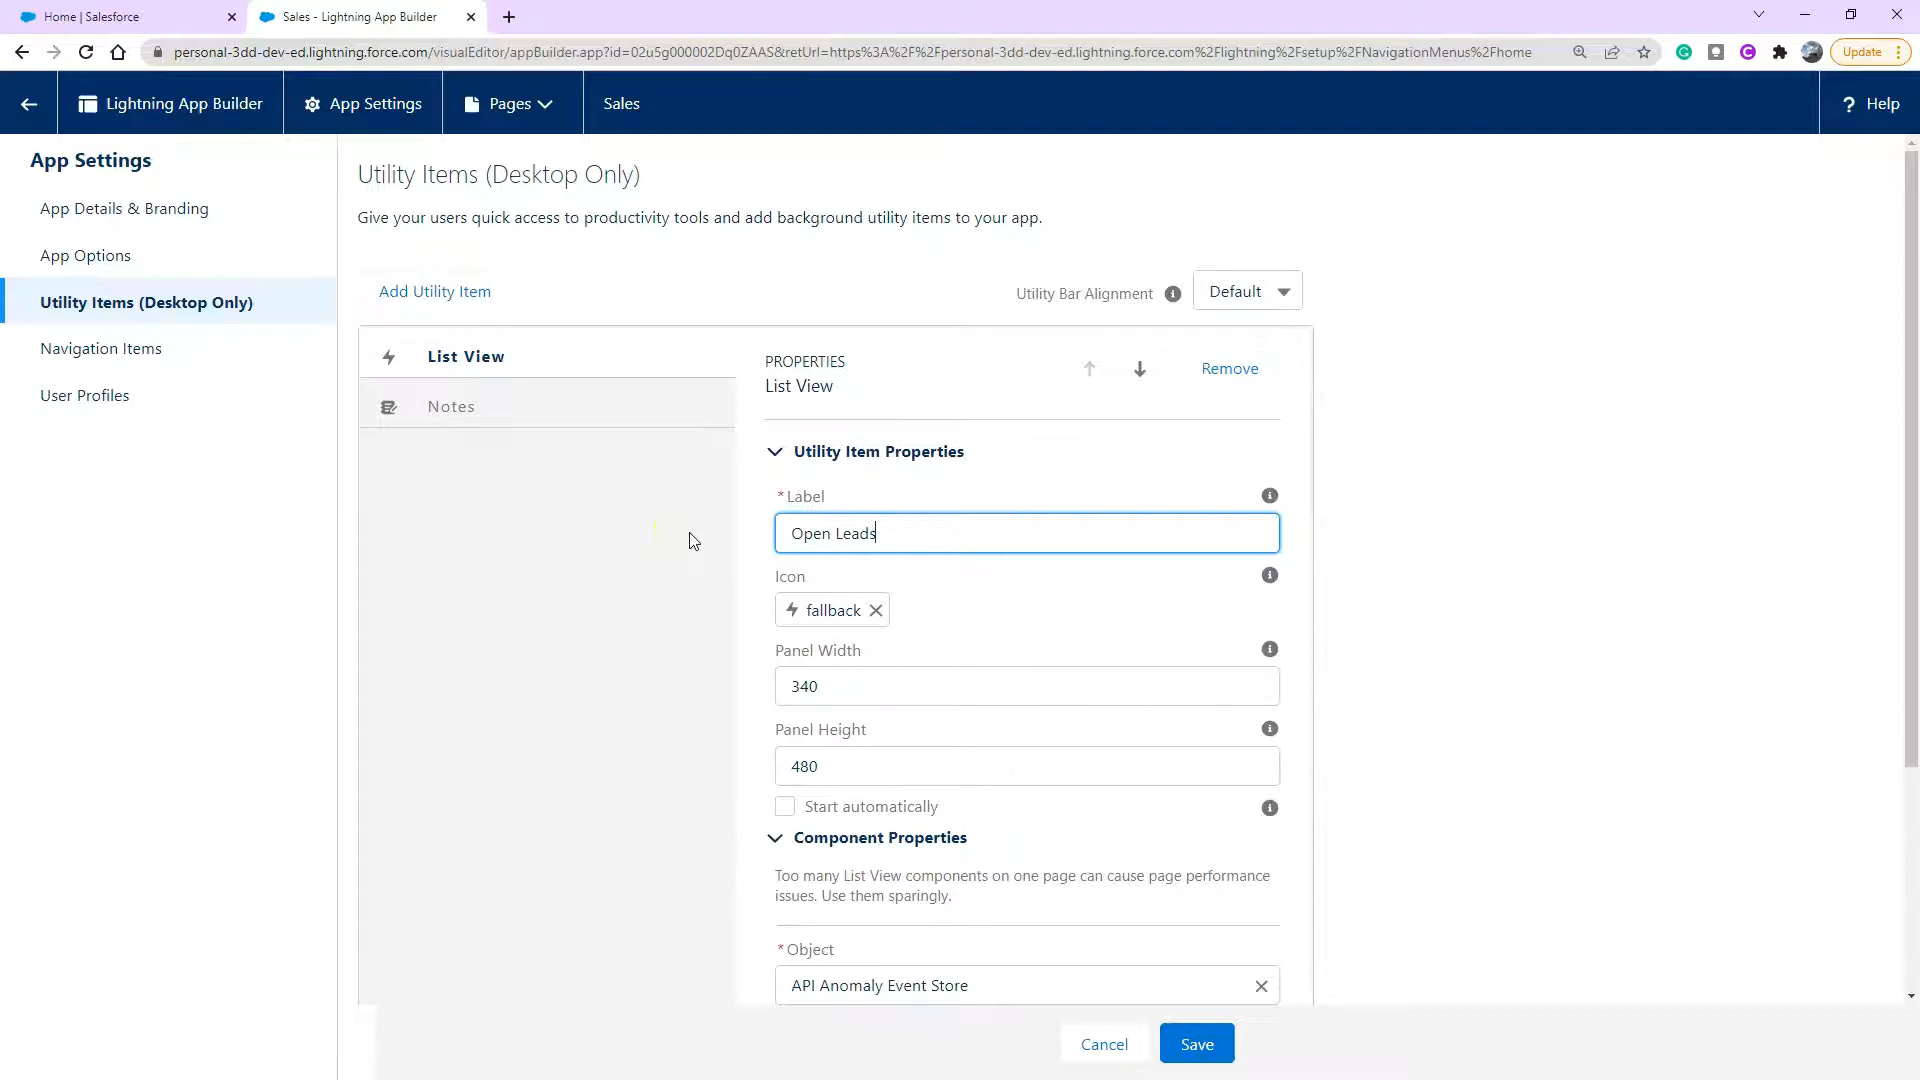 Home | Salesforce
Sales - Lightning App Builder
personal-3dd-dev-ed.lightning.force.com/visualEditor/appBuilder.app?id=02u5g000002Dq0ZAAS&retUrl=https%3A%2F%2Fpersonal-3dd-dev-ed.lightning.force.com%2Flightning%2Fsetup%2FNavigationMenus%2Fhome
Update
Lightning App Builder
App Settings
Pages
Sales
? Help
App Settings
App Details & Branding
App Options
Utility Items (Desktop Only)
Navigation Items
User Profiles
Utility Items (Desktop Only)
Give your users quick access to productivity tools and add background utility items to your app.
Add Utility Item
Utility Bar Alignment
Default
List View
Notes
PROPERTIES
List View
Remove
Utility Item Properties
*Label
Open Leads
Icon
fallback
Panel Width
340
Panel Height
480
Start automatically
Component Properties
Too many List View components on one page can cause page performance
issues. Use them sparingly.
*Object
API Anomaly Event Store
Cancel
Save